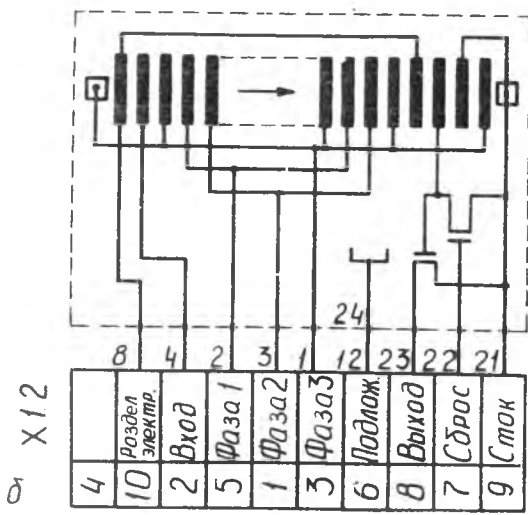 24
8 4 2 3 1 12 23 22 21
X1.2
Раздел электр.
Вход
Фаза 1
Фаза 2
Фаза 3
Подлож.
Выход
Сброс
Сток
4 10 2 5 1 3 6 8 7 9
б